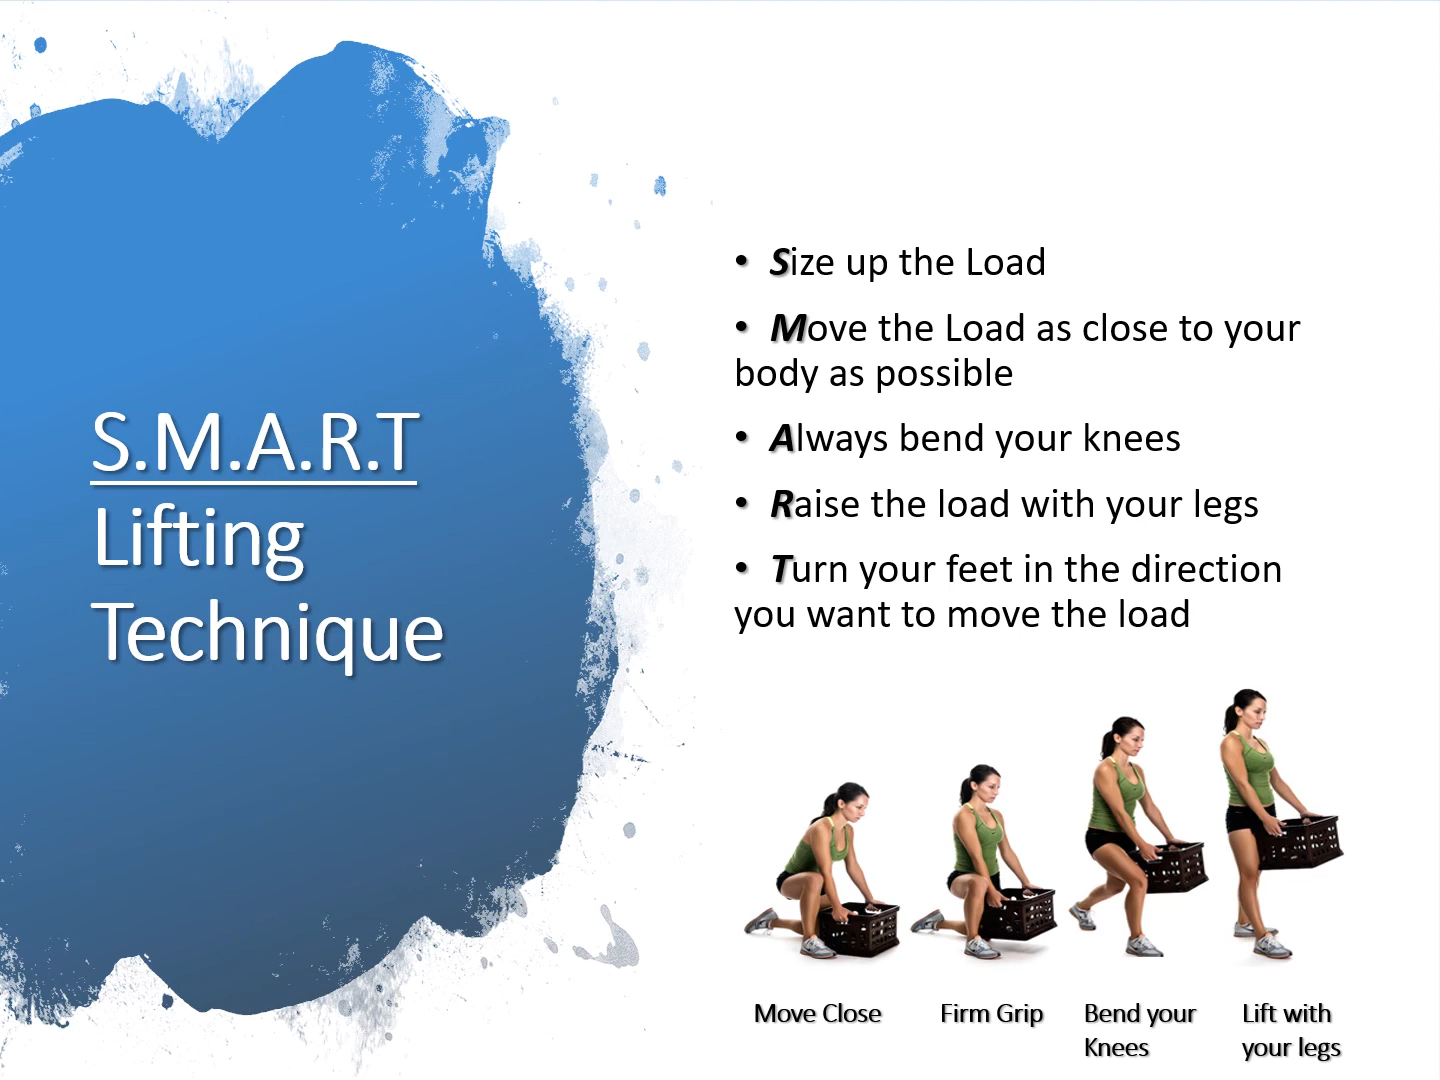 S.M.A.R.T
Lifting
Technique
• Size up the Load
• Move the Load as close to your
body as possible
• Always bend your knees
• Raise the load with your legs
• Turn your feet in the direction
you want to move the load
Move Close
Firm Grip
Bend your
Knees
Lift with
your legs